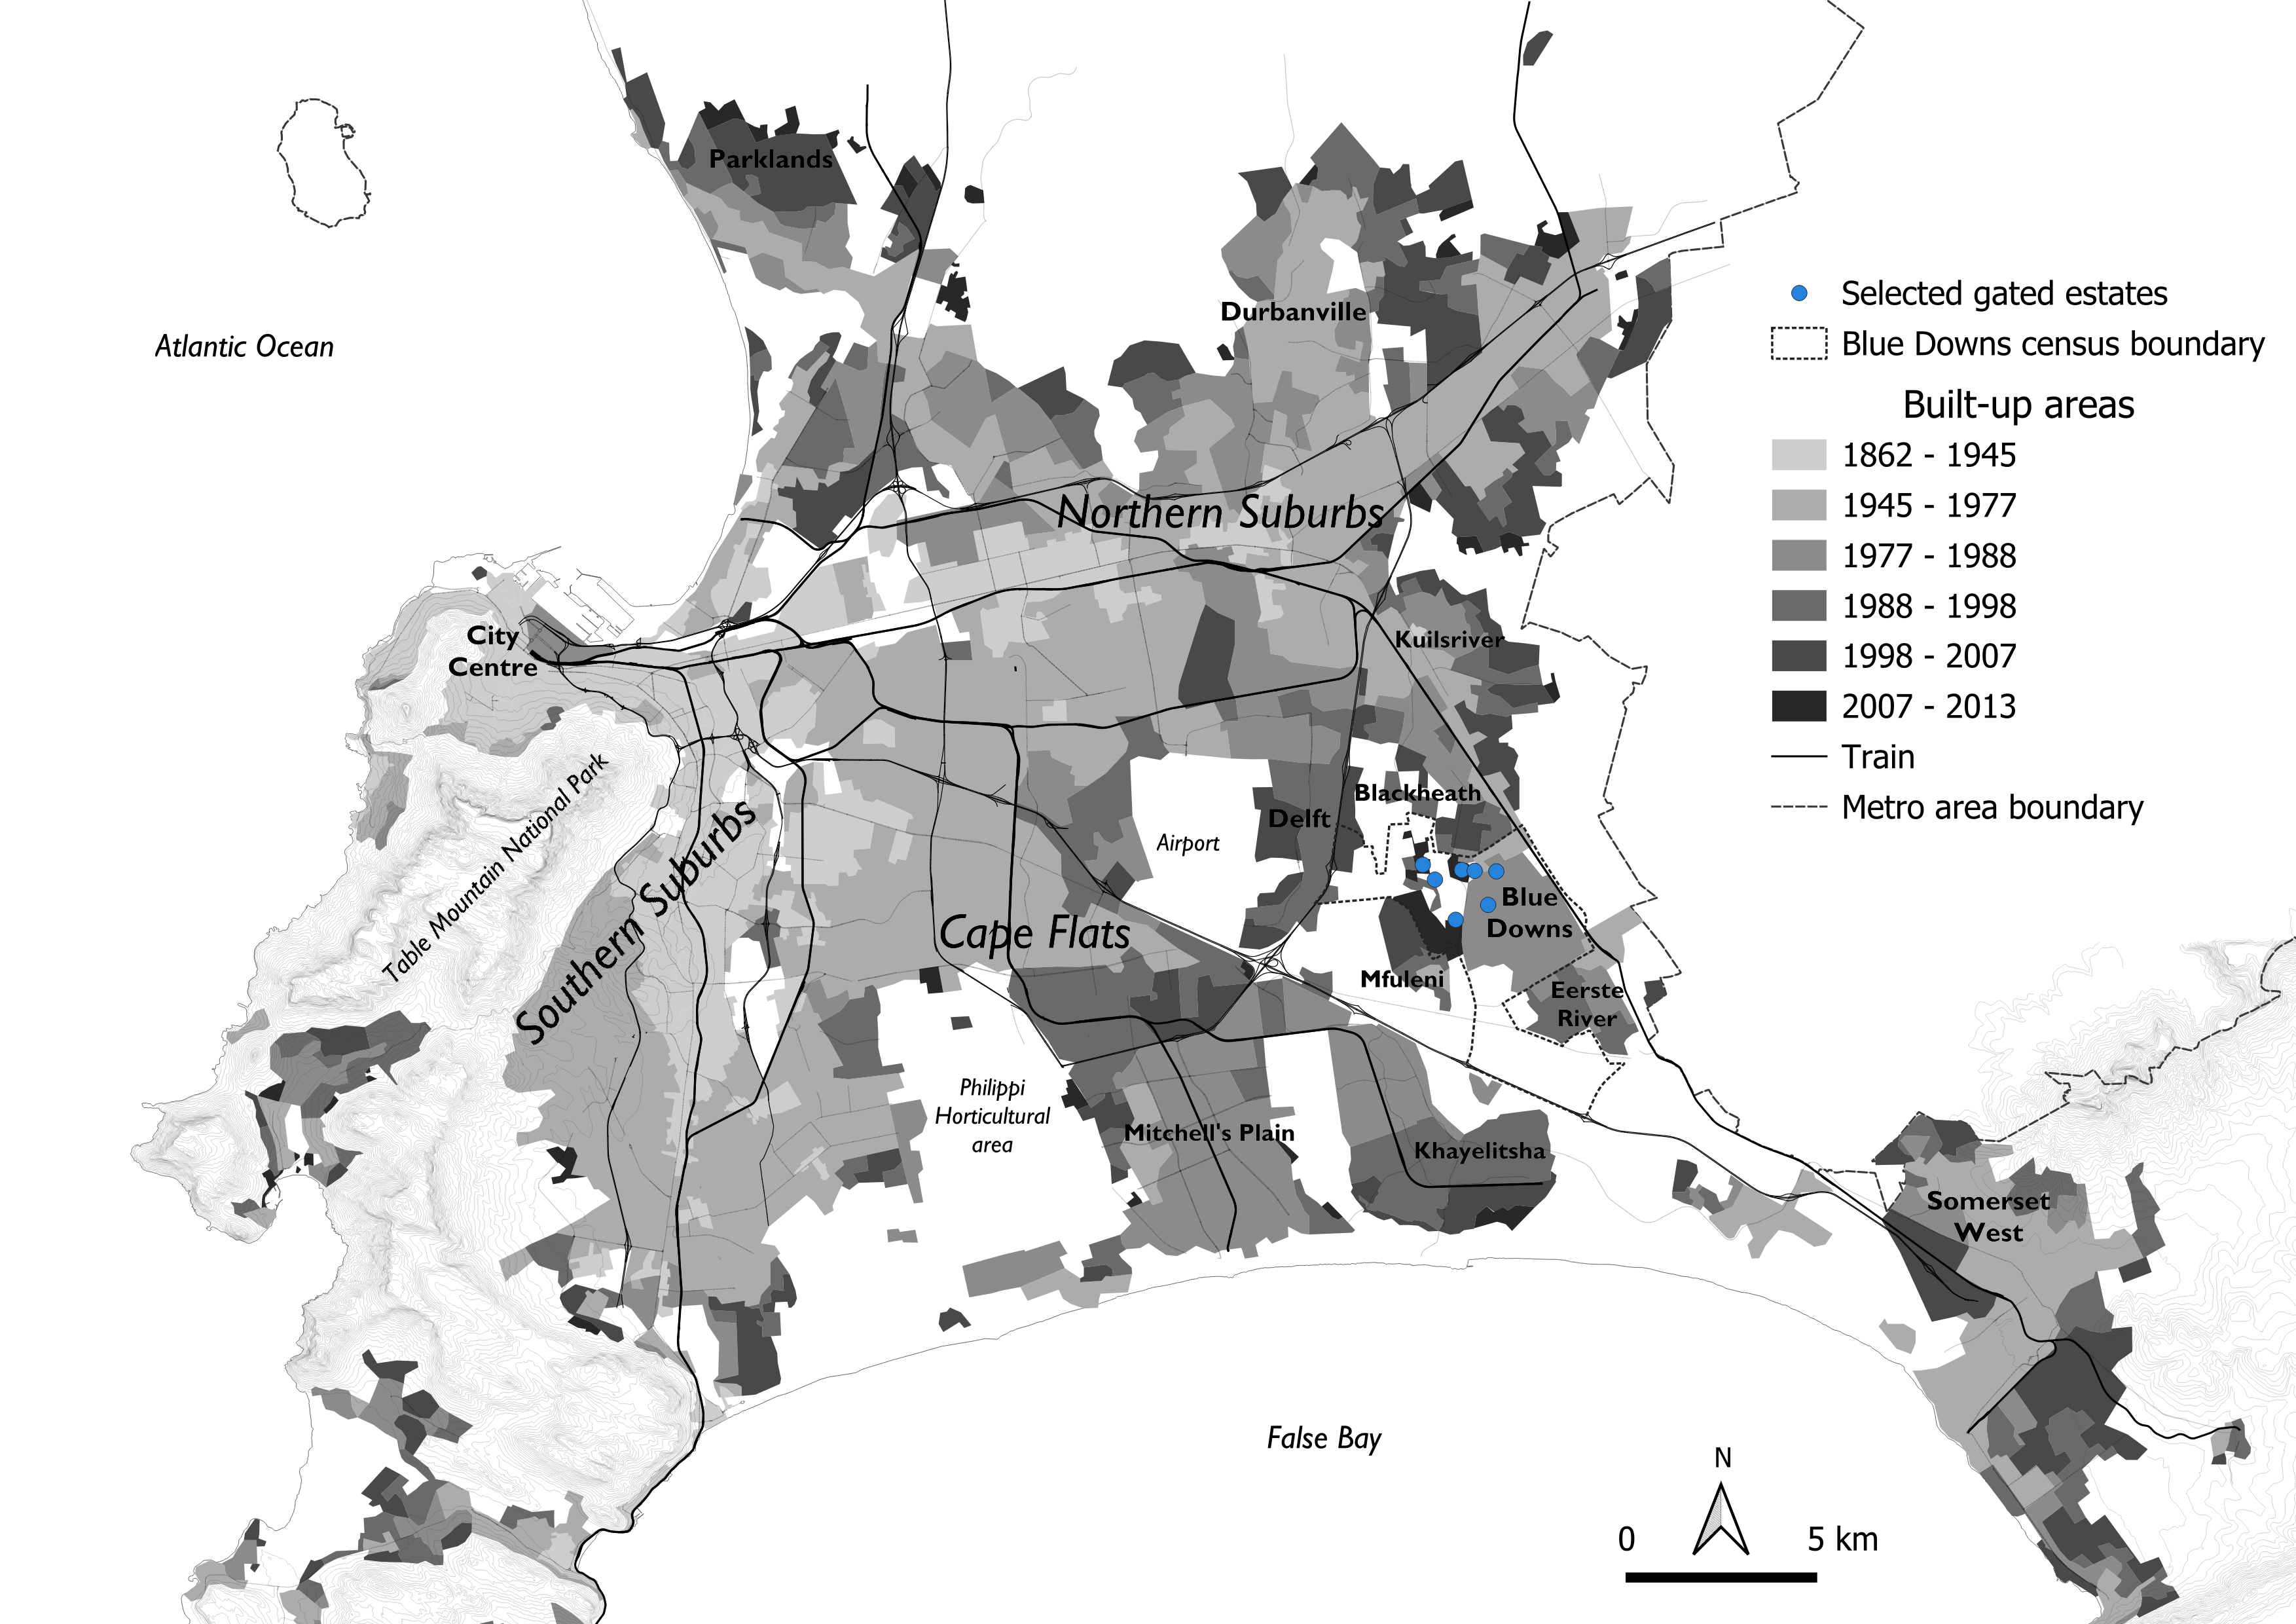 Parklands
Atlantic Ocean
Durbanville
Selected gated estates
Blue Downs census boundary
Built-up areas
1862 - 1945
1945 - 1977
1977 - 1988
1988 - 1998
1998 - 2007
2007 - 2013
Train
Metro area boundary
Northern Suburbs
City
Centre
Kuilsriver
Table Mountain National Park
Southern Suburbs
Blackheath
Delft
Airport
Blue
Downs
Cape Flats
Mfuleni
Eerste
River
Philippi
Horticultural
area
Mitchell's Plain
Khayelitsha
Somerset
West
False Bay
N
0
5 km